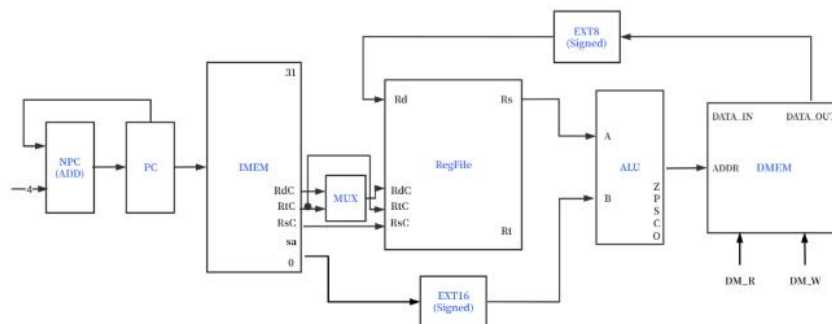 EXT8
(Signed)
31
Rd
Rs
DATA_IN
DATA_OUT
NPC
(ADD)
PC
IMEM
RegFile
A
ALU
ADDR
DMEM
4
RdC
RtC
RsC
sa
0
MUX
RdC
RtC
RsC
Rt
B
Z
P
S
C
O
EXT16
(Signed)
DM_R
DM_W